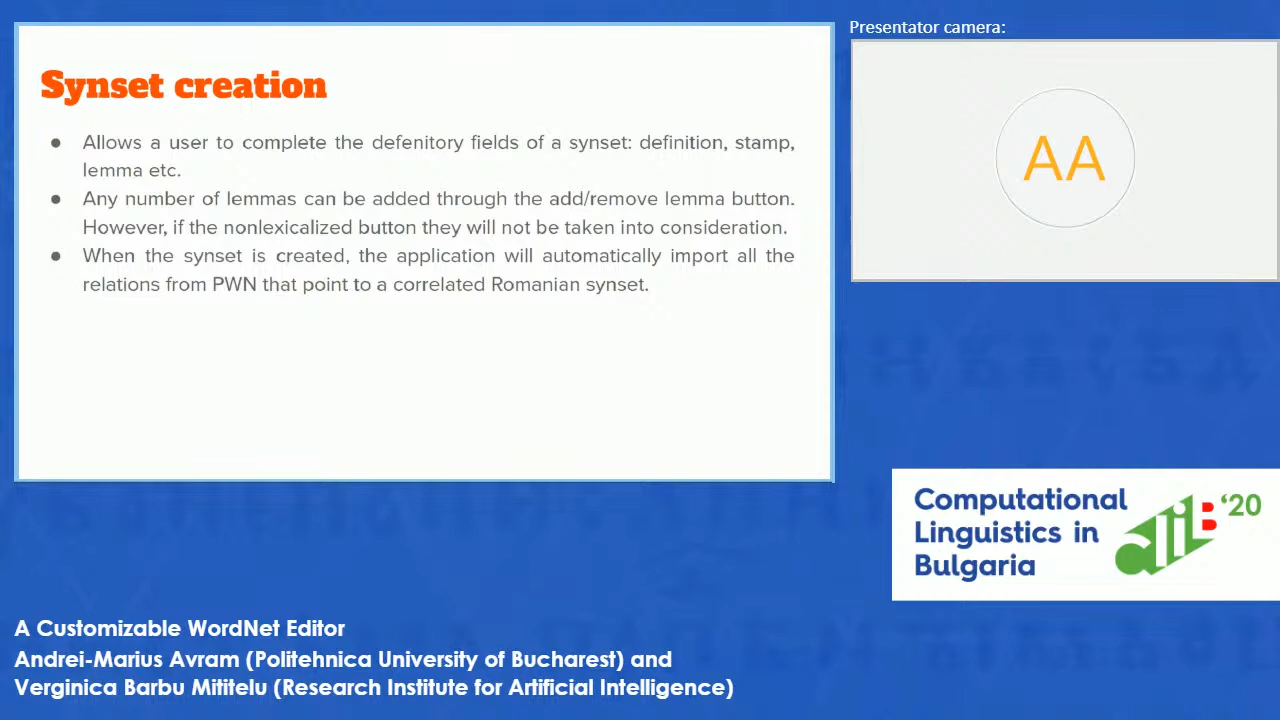 Presentator camera:
Synset creation
● Allows a user to complete the defenitory fields of a synset: definition, stamp,
lemma etc.
● Any number of lemmas can be added through the add/remove lemma button.
However, if the nonlexicalized button they will not be taken into consideration.
● When the synset is created, the application will automatically import all the
relations from PWN that point to a correlated Romanian synset.
AA
Computational
Linguistics in
Bulgaria
cliB '20
A Customizable WordNet Editor
Andrei-Marius Avram (Politehnica University of Bucharest) and
Verginica Barbu Mititelu (Research Institute for Artificial Intelligence)